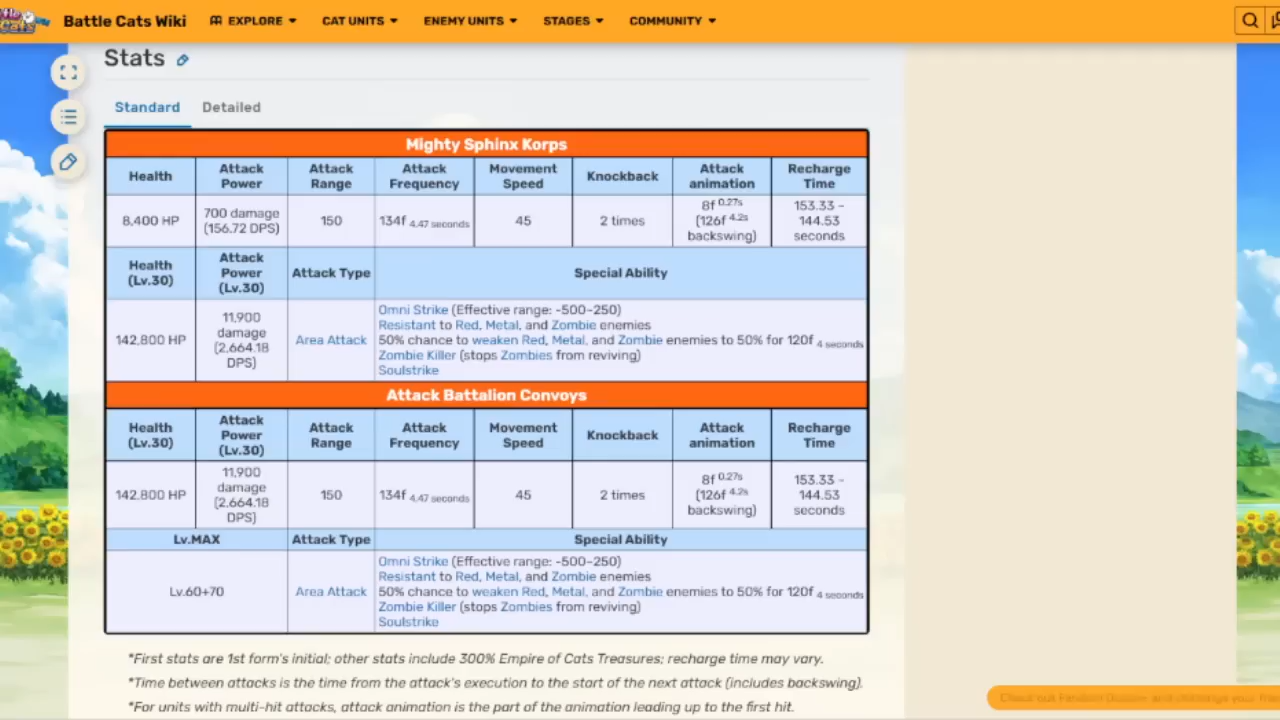 Battle Cats Wiki
EXPLORE
CAT UNITS
ENEMY UNITS
STAGES
COMMUNITY
Stats
Standard
Detailed
Mighty Sphinx Korps
Health
Attack Power
Attack Range
Attack Frequency
Movement Speed
Knockback
Attack animation
Recharge Time
8,400 HP
700 damage (156.72 DPS)
150
134f 4.47 seconds
45
2 times
8f 0.27s (126f 4.2s backswing)
153.33 ~ 144.53 seconds
Health (Lv.30)
Attack Power (Lv.30)
Attack Type
Special Ability
142,800 HP
11,900 damage (2,664.18 DPS)
Area Attack
Omni Strike (Effective range: -500~250)
Resistant to Red, Metal, and Zombie enemies
50% chance to weaken Red, Metal, and Zombie enemies to 50% for 120f 4 seconds
Zombie Killer (stops Zombies from reviving)
Soulstrike
Attack Battalion Convoys
Health (Lv.30)
Attack Power (Lv.30)
Attack Range
Attack Frequency
Movement Speed
Knockback
Attack animation
Recharge Time
142,800 HP
11,900 damage (2,664.18 DPS)
150
134f 4.47 seconds
45
2 times
8f 0.27s (126f 4.2s backswing)
153.33 ~ 144.53 seconds
Lv.MAX
Attack Type
Special Ability
Lv.60+70
Area Attack
Omni Strike (Effective range: -500~250)
Resistant to Red, Metal, and Zombie enemies
50% chance to weaken Red, Metal, and Zombie enemies to 50% for 120f 4 seconds
Zombie Killer (stops Zombies from reviving)
Soulstrike
*First stats are 1st form's initial; other stats include 300% Empire of Cats Treasures; recharge time may vary.
*Time between attacks is the time from the attack's execution to the start of the next attack (includes backswing).
*For units with multi-hit attacks, attack animation is the part of the animation leading up to the first hit.